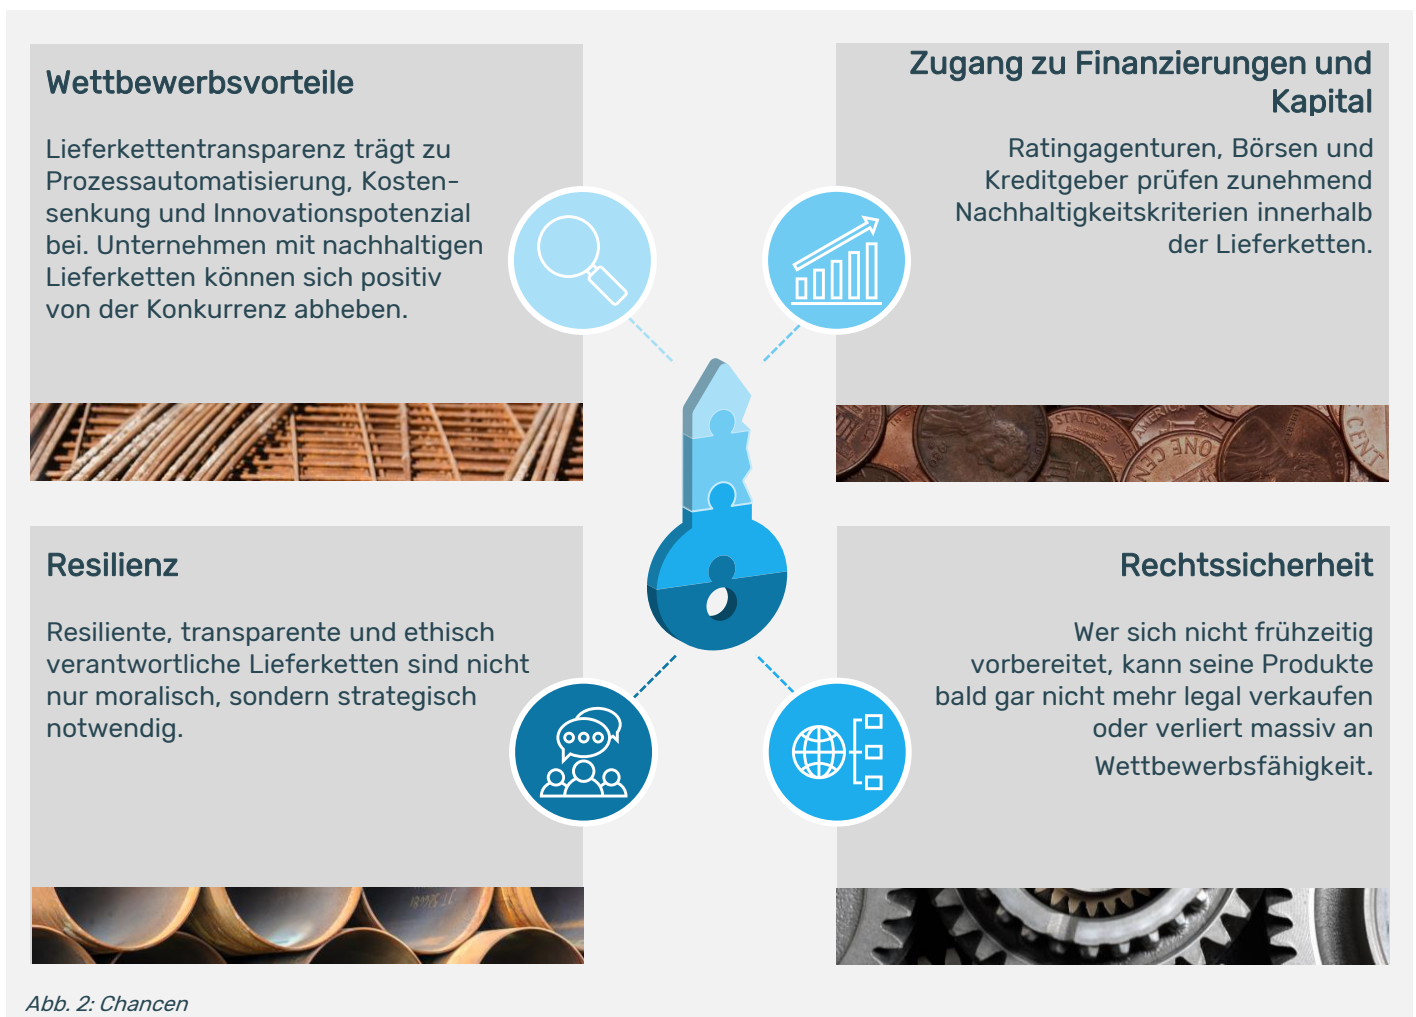 Wettbewerbsvorteile
Lieferkettentransparenz trägt zu
Prozessautomatisierung, Kosten-
senkung und Innovationspotenzial
bei. Unternehmen mit nachhaltigen
Lieferketten können sich positiv
von der Konkurrenz abheben.
Zugang zu Finanzierungen und
Kapital
Ratingagenturen, Börsen und
Kreditgeber prüfen zunehmend
Nachhaltigkeitskriterien innerhalb
der Lieferketten.
Resilienz
Resiliente, transparente und ethisch
verantwortliche Lieferketten sind nicht
nur moralisch, sondern strategisch
notwendig.
Rechtssicherheit
Wer sich nicht frühzeitig
vorbereitet, kann seine Produkte
bald gar nicht mehr legal verkaufen
oder verliert massiv an
Wettbewerbsfähigkeit.
Abb. 2: Chancen